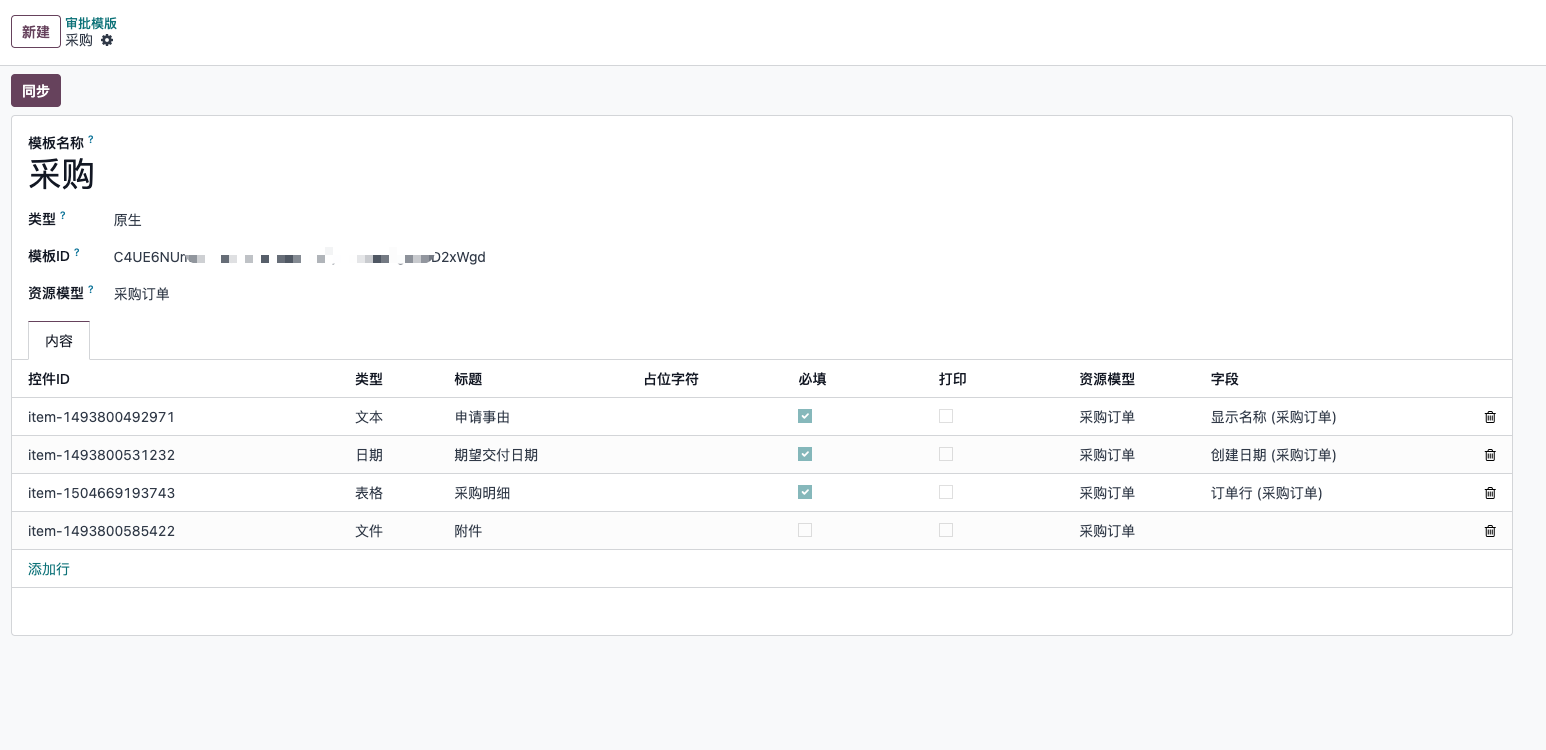 新建
审批模版
采购
同步
模板名称 ?
采购
类型 ? 原生
模板ID ? C4UE6NU D2xWgd
资源模型 ? 采购订单
内容
控件ID 类型 标题 占位字符 必填 打印 资源模型 字段
item-1493800492971 文本 申请事由 采购订单 显示名称 (采购订单)
item-1493800531232 日期 期望交付日期 采购订单 创建日期 (采购订单)
item-1504669193743 表格 采购明细 采购订单 订单行 (采购订单)
item-1493800585422 文件 附件 采购订单
添加行